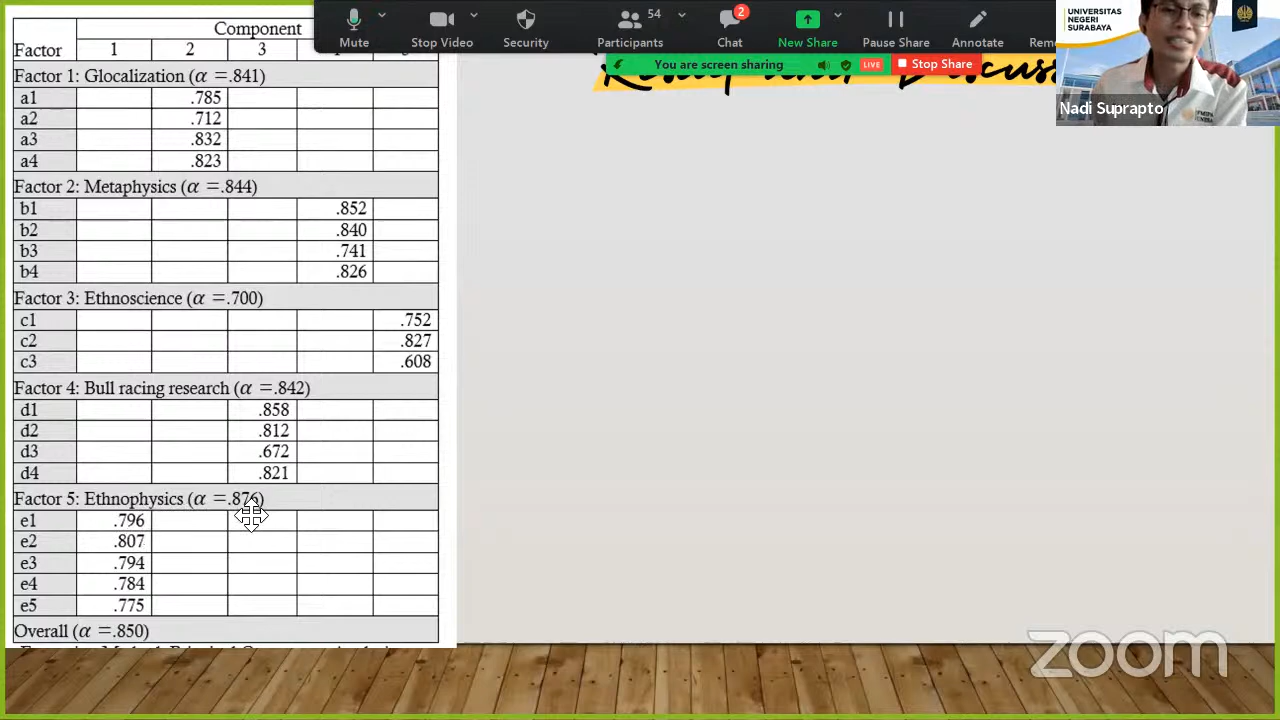 Mute
Stop Video
Security
54
Participants
2
Chat
New Share
Pause Share
Annotate
You are screen sharing
LIVE
Stop Share
UNIVERSITAS
NEGERI
SURABAYA
Nadi Suprapto
Component
Factor 1 2 3
Factor 1: Glocalization (α =.841)
a1 .785
a2 .712
a3 .832
a4 .823
Factor 2: Metaphysics (α =.844)
b1 .852
b2 .840
b3 .741
b4 .826
Factor 3: Ethnoscience (α =.700)
c1 .752
c2 .827
c3 .608
Factor 4: Bull racing research (α =.842)
d1 .858
d2 .812
d3 .672
d4 .821
Factor 5: Ethnophysics (α =.876)
e1 .796
e2 .807
e3 .794
e4 .784
e5 .775
Overall (α =.850)
zoom